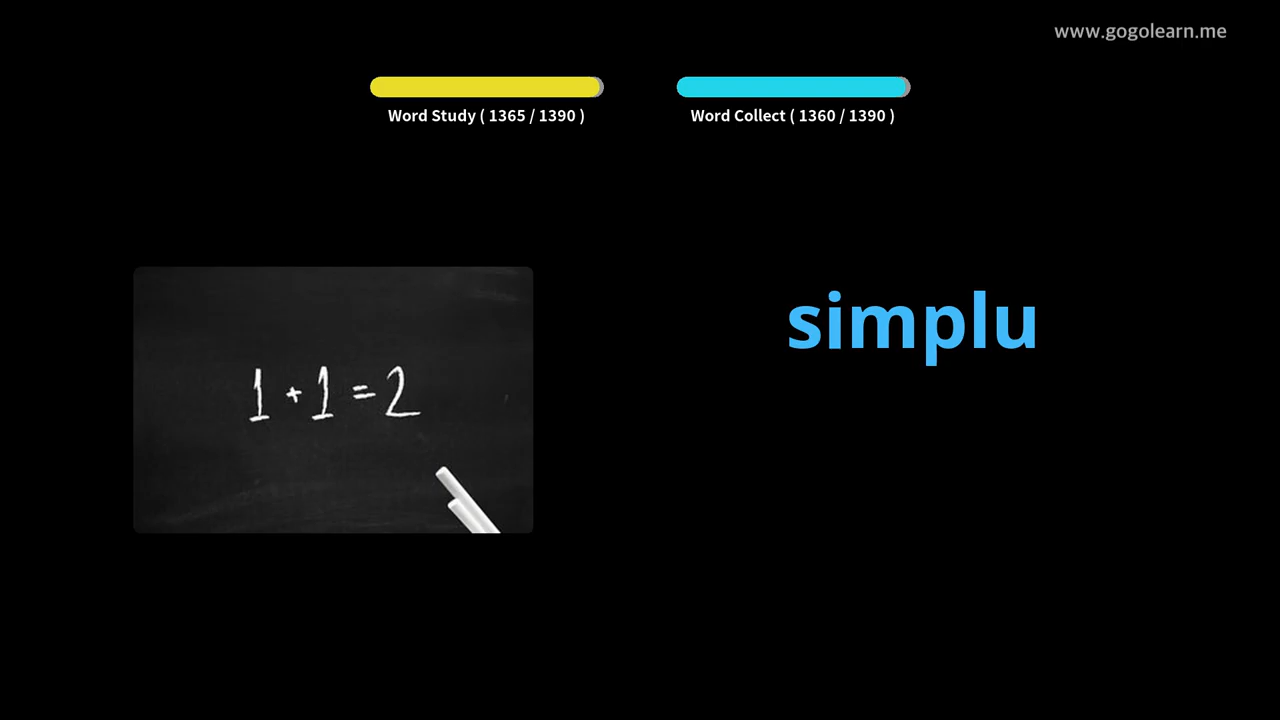 www.gogolearn.me
Word Study ( 1365 / 1390 )
Word Collect ( 1360 / 1390 )
simplu
1 + 1 = 2